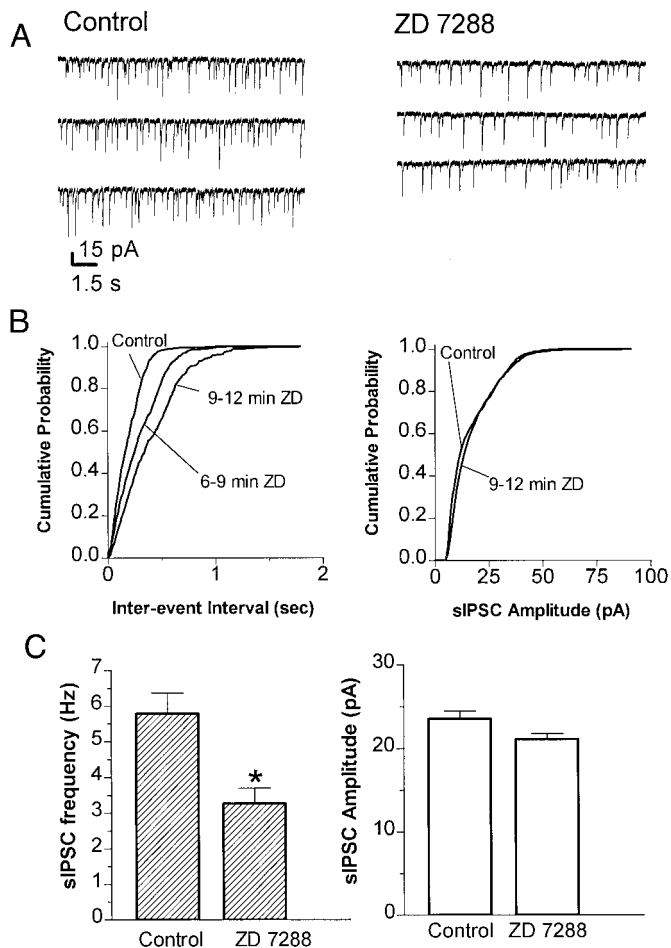 A
Control
ZD 7288
15 pA
1.5 s
B
Cumulative Probability
1.0
0.8
0.6
0.4
0.2
0.0
Control
9-12 min ZD
6-9 min ZD
0
1
2
Inter-event Interval (sec)
Cumulative Probability
1.0
0.8
0.6
0.4
0.2
0.0
Control
9-12 min ZD
0
25
50
75
100
sIPSC Amplitude (pA)
C
sIPSC frequency (Hz)
7
6
5
4
3
2
1
0
*
Control
ZD 7288
sIPSC Amplitude (pA)
30
20
10
0
Control
ZD 7288